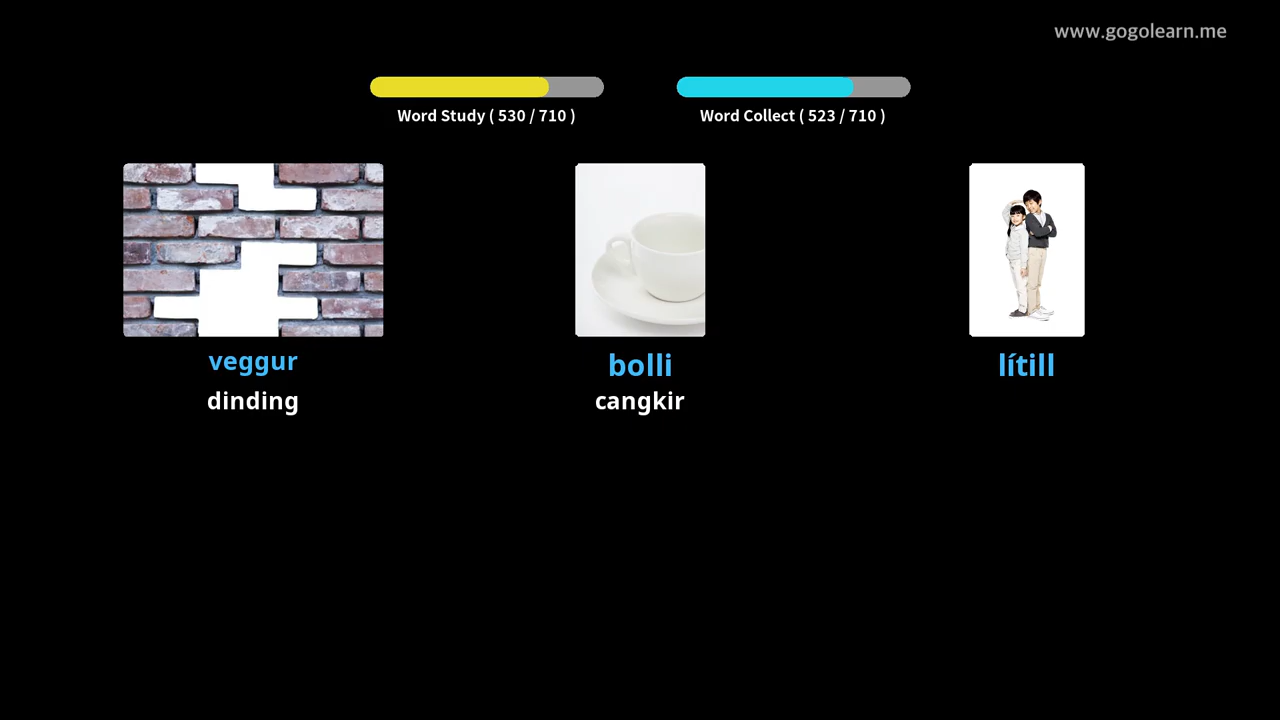 www.gogolearn.me
Word Study ( 530 / 710 )
Word Collect ( 523 / 710 )
veggur
dinding
bolli
cangkir
lítill